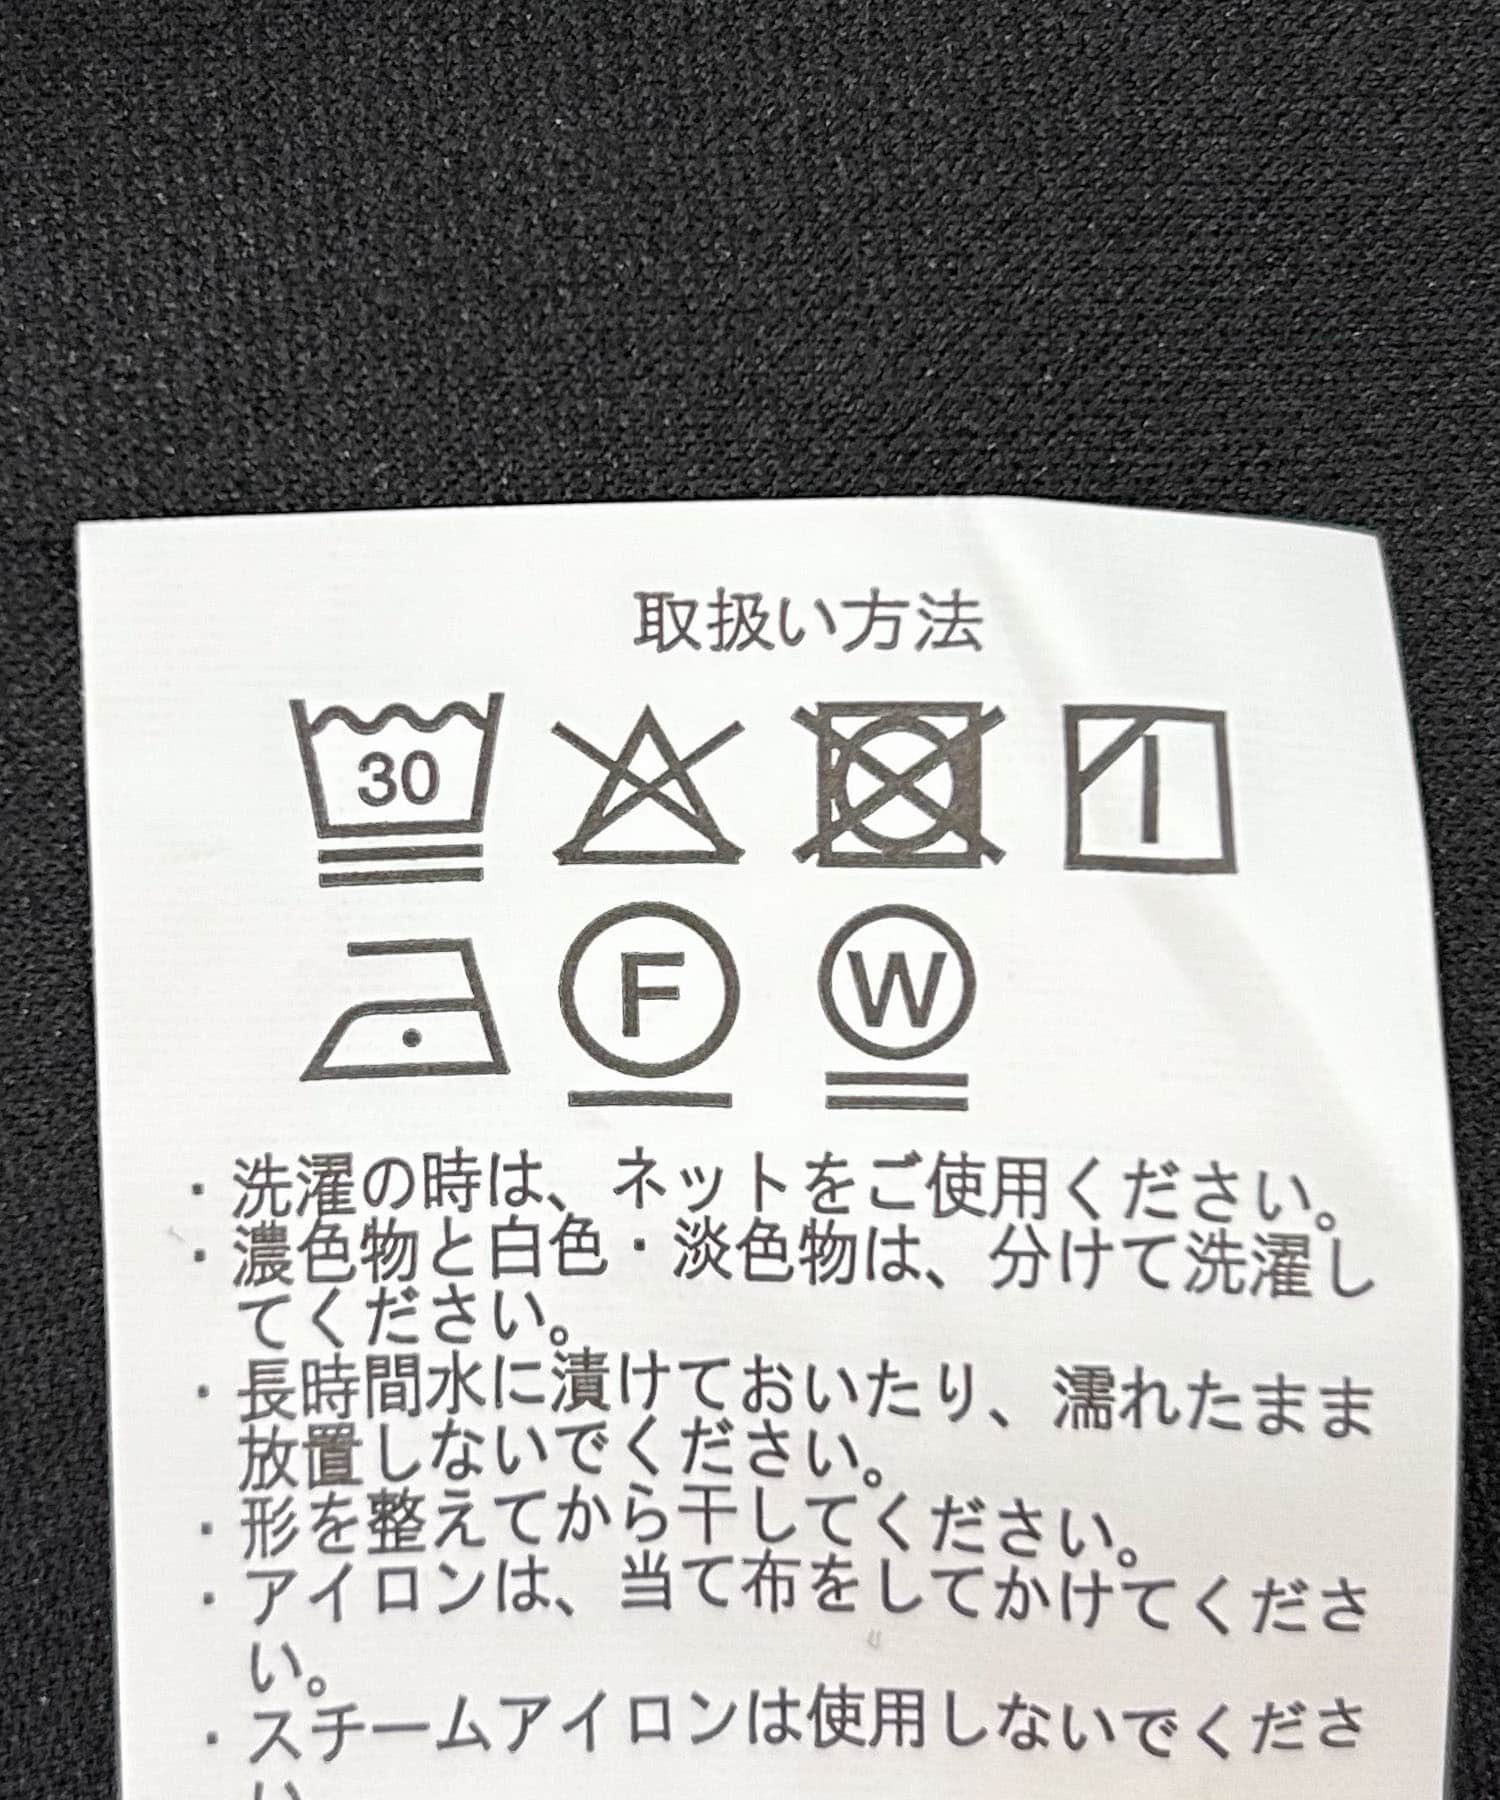 取扱い方法
30
F W
・洗濯の時は、ネットをご使用ください。
・濃色物と白色・淡色物は、分けて洗濯し
てください。
・長時間水に漬けておいたり、濡れたまま
放置しないでください。
・形を整えてから干してください。
・アイロンは、当て布をしてかけてくださ
い。
・スチームアイロンは使用しないでくださ
い